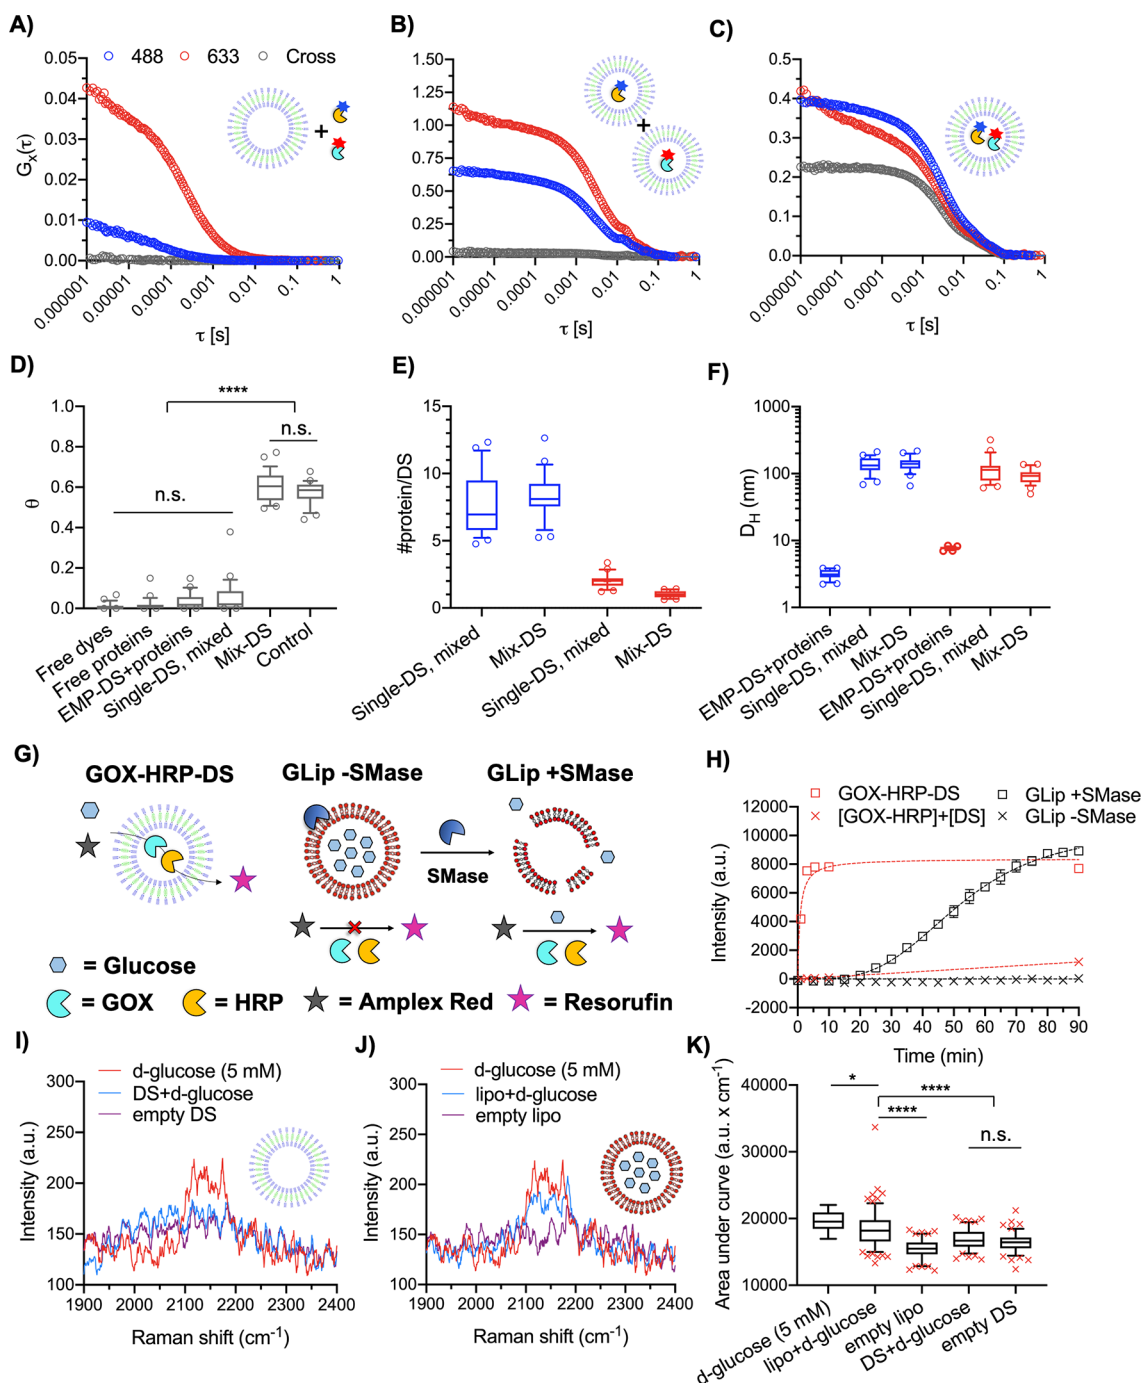 A)
488 633 Cross
0.05
0.04
0.03
0.02
0.01
0.00
Gx(τ)
+
0.000001
0.00001
0.0001
0.001
0.01
0.1
1
τ [s]
B)
1.50
1.25
1.00
0.75
0.50
0.25
0.00
+
0.000001
0.00001
0.0001
0.001
0.01
0.1
1
τ [s]
C)
0.5
0.4
0.3
0.2
0.1
0.0
0.000001
0.00001
0.0001
0.001
0.01
0.1
1
τ [s]
D)
θ
1.0
0.8
0.6
0.4
0.2
0.0
****
n.s.
n.s.
Free dyes
Free proteins
EMP-DS+proteins
Single-DS, mixed
Mix-DS
Control
E)
#protein/DS
15
10
5
0
Single-DS, mixed
Mix-DS
Single-DS, mixed
Mix-DS
F)
DH (nm)
1000
100
10
1
EMP-DS+proteins
Single-DS, mixed
Mix-DS
EMP-DS+proteins
Single-DS, mixed
Mix-DS
G)
GOX-HRP-DS
GLip -SMase
GLip +SMase
SMase
= Glucose
= GOX
= HRP
= Amplex Red
= Resorufin
H)
GOX-HRP-DS
[GOX-HRP]+[DS]
GLip +SMase
GLip -SMase
Intensity (a.u.)
12000
10000
8000
6000
4000
2000
0
-2000
0 10 20 30 40 50 60 70 80 90
Time (min)
I)
d-glucose (5 mM)
DS+d-glucose
empty DS
Intensity (a.u.)
300
250
200
150
100
1900 2000 2100 2200 2300 2400
Raman shift (cm-1)
J)
d-glucose (5 mM)
lipo+d-glucose
empty lipo
Intensity (a.u.)
300
250
200
150
100
1900 2000 2100 2200 2300 2400
Raman shift (cm-1)
K)
Area under curve (a.u. x cm-1)
40000
30000
20000
10000
*
****
****
n.s.
d-glucose (5 mM)
lipo+d-glucose
empty lipo
DS+d-glucose
empty DS